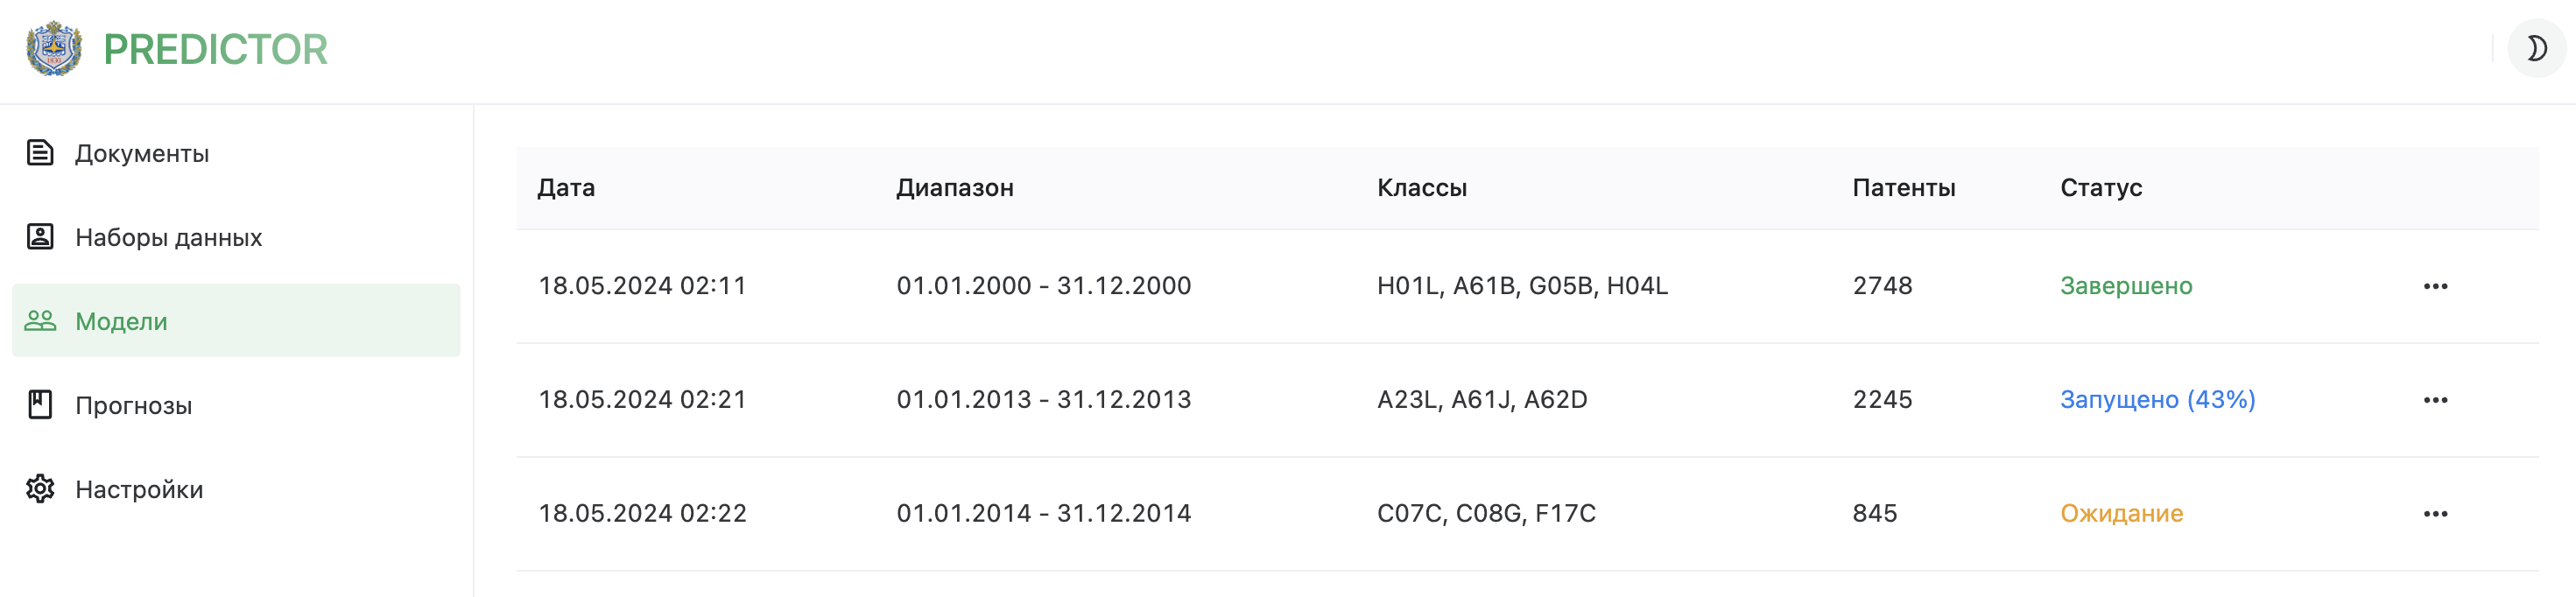 PREDICTOR
Документы
Наборы данных
Модели
Прогнозы
Настройки
Дата Диапазон Классы Патенты Статус
18.05.2024 02:11 01.01.2000 - 31.12.2000 H01L, A61B, G05B, H04L 2748 Завершено
18.05.2024 02:21 01.01.2013 - 31.12.2013 A23L, A61J, A62D 2245 Запущено (43%)
18.05.2024 02:22 01.01.2014 - 31.12.2014 C07C, C08G, F17C 845 Ожидание